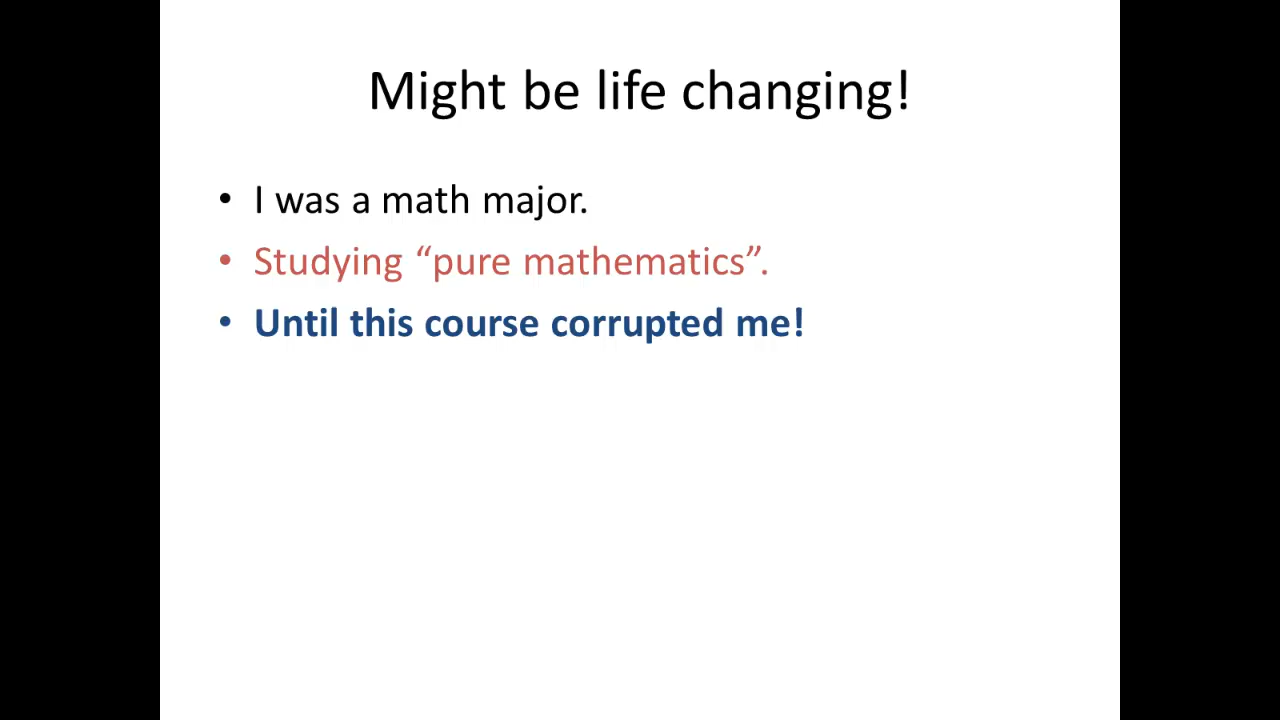 Might be life changing!
• I was a math major.
• Studying “pure mathematics”.
• Until this course corrupted me!